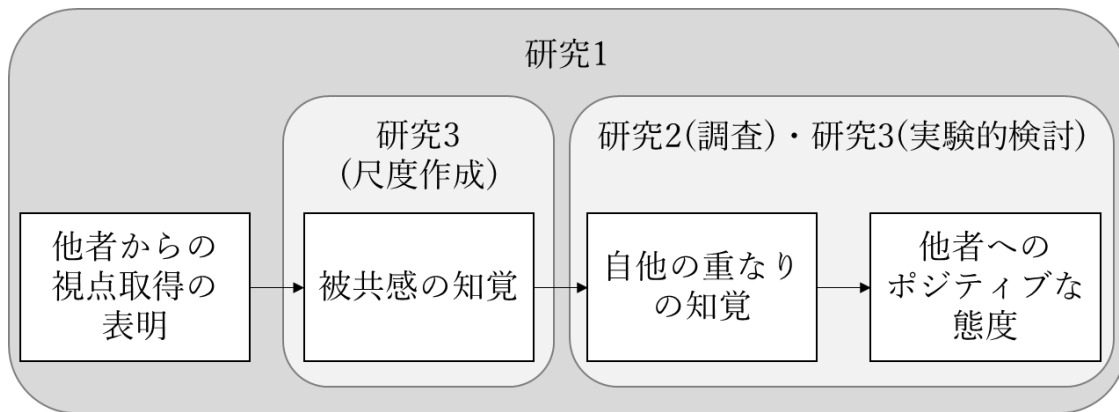 研究1
研究3
(尺度作成)
研究2(調査)・研究3(実験的検討)
他者からの
視点取得の
表明
被共感の知覚
自他の重なり
の知覚
他者への
ポジティブな
態度